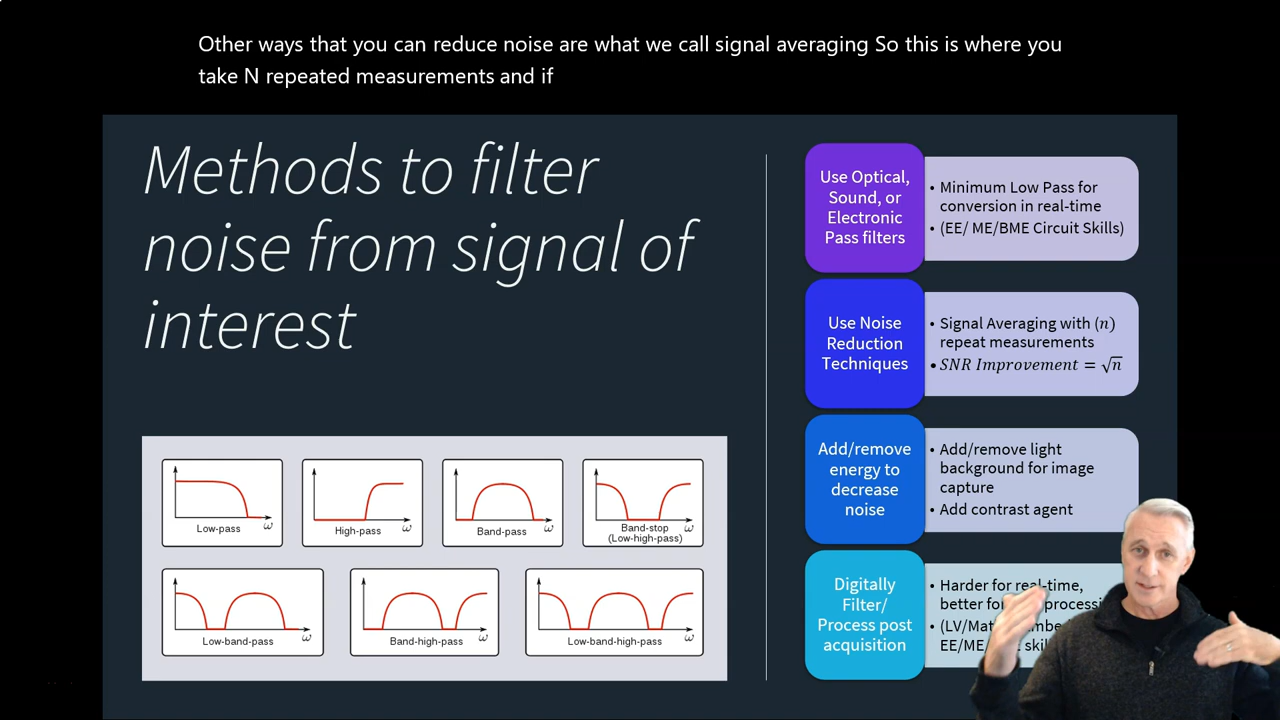 Other ways that you can reduce noise are what we call signal averaging So this is where you
take N repeated measurements and if
Methods to filter
noise from signal of
interest
Low-pass
ω
High-pass
ω
Band-pass
ω
Band-stop
(Low-high-pass)
ω
Low-band-pass
ω
Band-high-pass
ω
Low-band-high-pass
ω
Use Optical,
Sound, or
Electronic
Pass filters
• Minimum Low Pass for
conversion in real-time
• (EE/ ME/BME Circuit Skills)
Use Noise
Reduction
Techniques
• Signal Averaging with (n)
repeat measurements
• SNR Improvement = √n
Add/remove
energy to
decrease
noise
• Add/remove light
background for image
capture
• Add contrast agent
Digitally
Filter/
Process post
acquisition
• Harder for real-time,
better for
• (LV/
EE/ME/